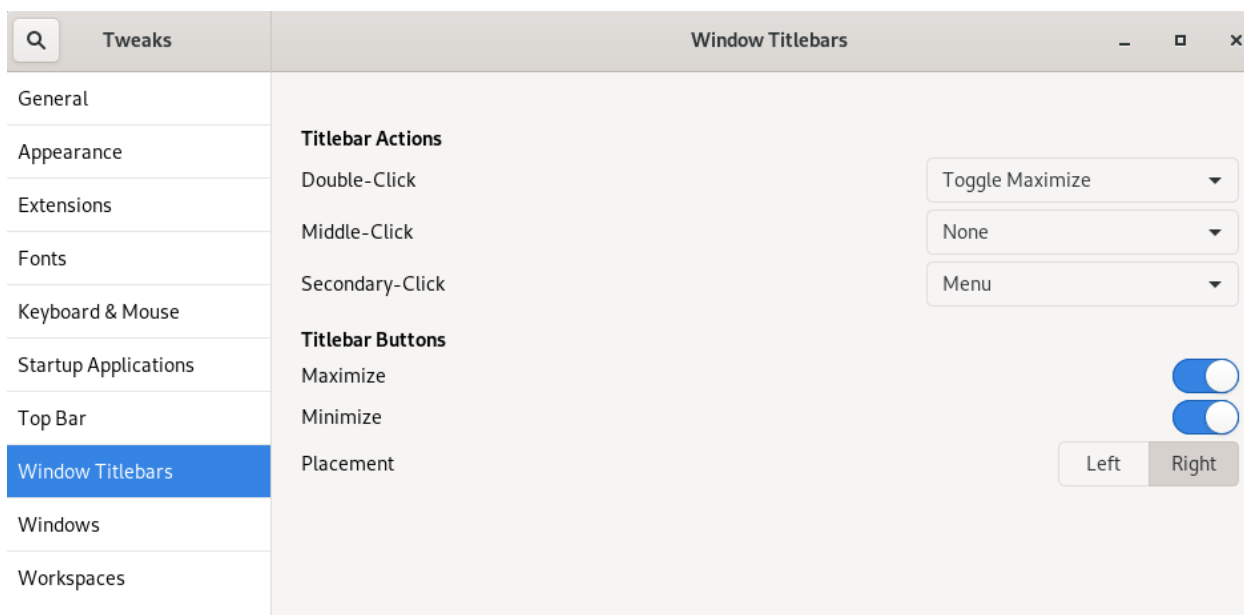 Tweaks
Window Titlebars
General
Appearance
Extensions
Fonts
Keyboard & Mouse
Startup Applications
Top Bar
Window Titlebars
Windows
Workspaces
Titlebar Actions
Double-Click Toggle Maximize
Middle-Click None
Secondary-Click Menu
Titlebar Buttons
Maximize
Minimize
Placement Left Right